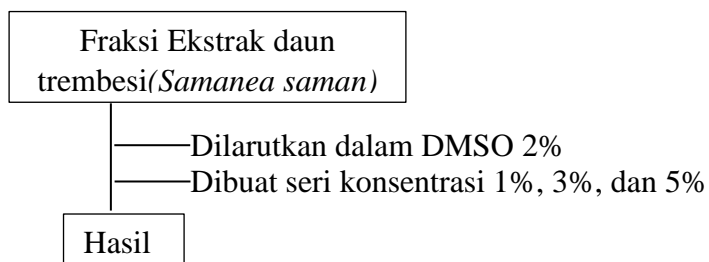 Fraksi Ekstrak daun
trembesi(Samanea saman)
Dilarutkan dalam DMSO 2%
Dibuat seri konsentrasi 1%, 3%, dan 5%
Hasil